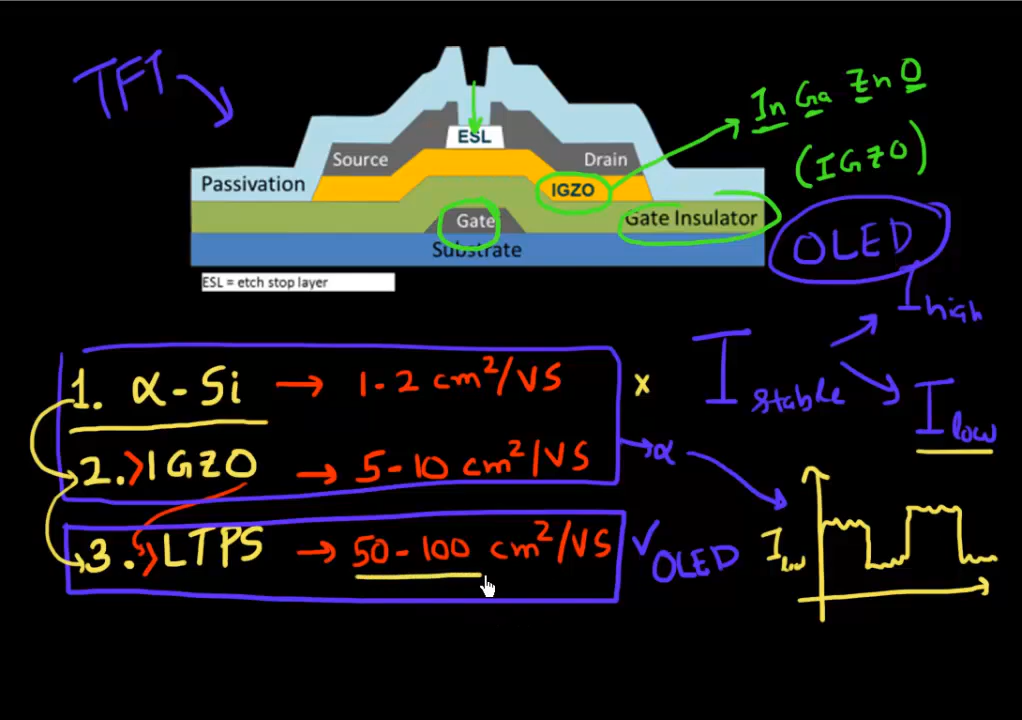 TFT
ESL
In Ga Zn O
Source
Drain
(IGZO)
Passivation
IGZO
Gate
Gate Insulator
OLED
Substrate
ESL = etch stop layer
I high
1. α-Si → 1-2 cm²/VS x
I stable
I low
2. >IGZO → 5-10 cm²/VS
→ α
3. >LTPS → 50-100 cm²/VS
✓OLED